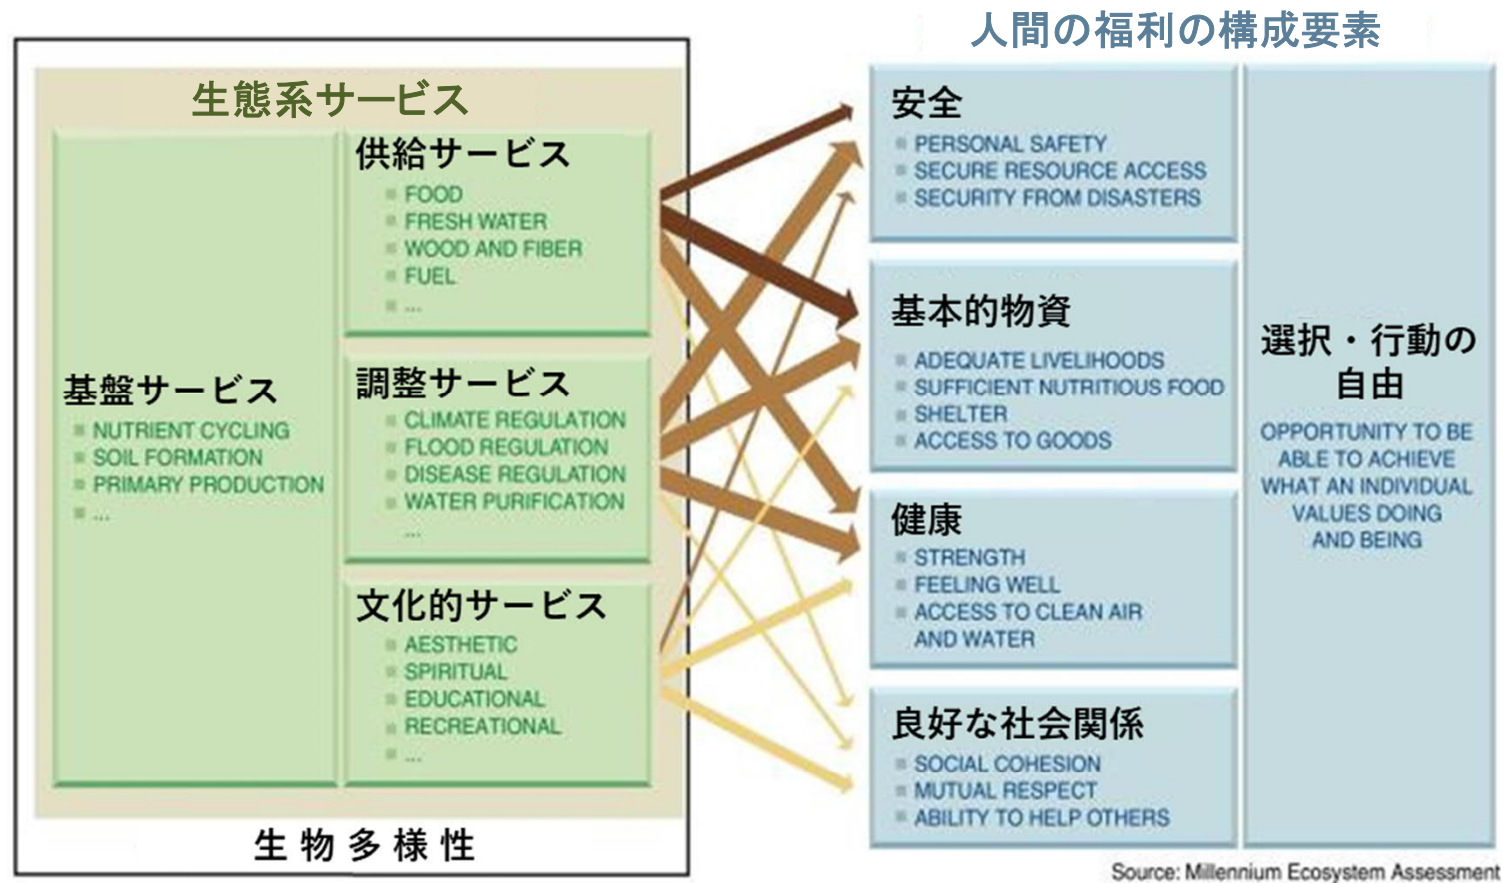 人間の福利の構成要素
生態系サービス
基盤サービス
NUTRIENT CYCLING
SOIL FORMATION
PRIMARY PRODUCTION
...
供給サービス
FOOD
FRESH WATER
WOOD AND FIBER
FUEL
...
調整サービス
CLIMATE REGULATION
FLOOD REGULATION
DISEASE REGULATION
WATER PURIFICATION
...
文化的サービス
AESTHETIC
SPIRITUAL
EDUCATIONAL
RECREATIONAL
...
生物多様性
安全
PERSONAL SAFETY
SECURE RESOURCE ACCESS
SECURITY FROM DISASTERS
基本的物資
ADEQUATE LIVELIHOODS
SUFFICIENT NUTRITIOUS FOOD
SHELTER
ACCESS TO GOODS
健康
STRENGTH
FEELING WELL
ACCESS TO CLEAN AIR
AND WATER
良好な社会関係
SOCIAL COHESION
MUTUAL RESPECT
ABILITY TO HELP OTHERS
選択・行動の
自由
OPPORTUNITY TO BE
ABLE TO ACHIEVE
WHAT AN INDIVIDUAL
VALUES DOING
AND BEING
Source: Millennium Ecosystem Assessment